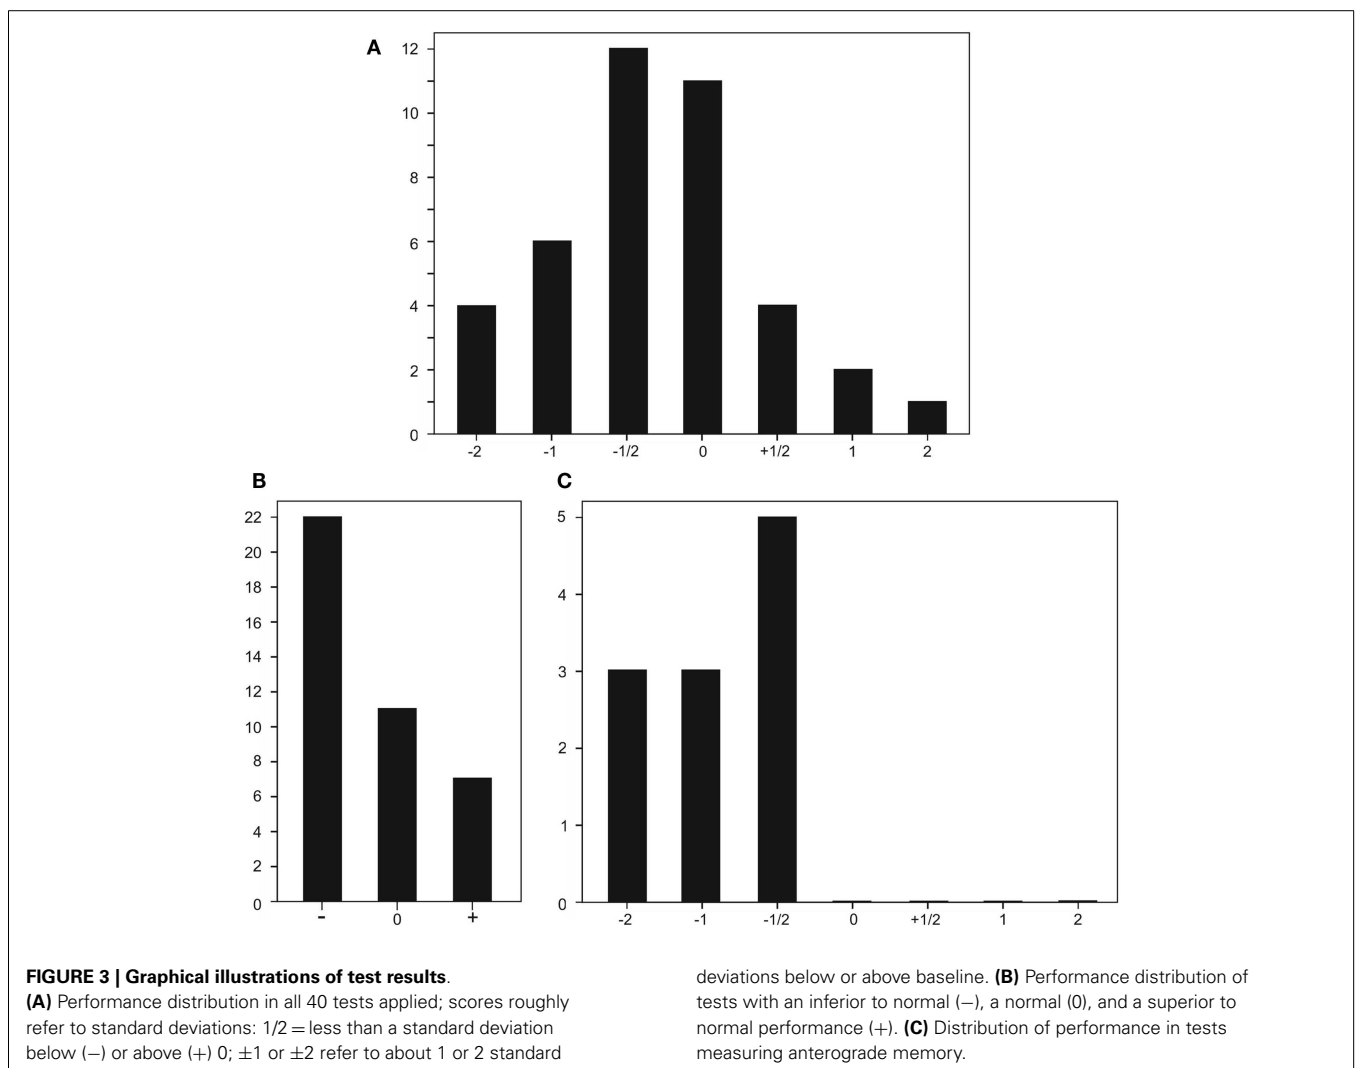 A
12
10
8
6
4
2
0
-2 -1 -1/2 0 +1/2 1 2
B
22
20
18
16
14
12
10
8
6
4
2
0
- 0 +
C
5
4
3
2
1
0
-2 -1 -1/2 0 +1/2 1 2
FIGURE 3 | Graphical illustrations of test results.
(A) Performance distribution in all 40 tests applied; scores roughly
refer to standard deviations: 1/2 = less than a standard deviation
below (−) or above (+) 0; ±1 or ±2 refer to about 1 or 2 standard
deviations below or above baseline. (B) Performance distribution of
tests with an inferior to normal (−), a normal (0), and a superior to
normal performance (+). (C) Distribution of performance in tests
measuring anterograde memory.